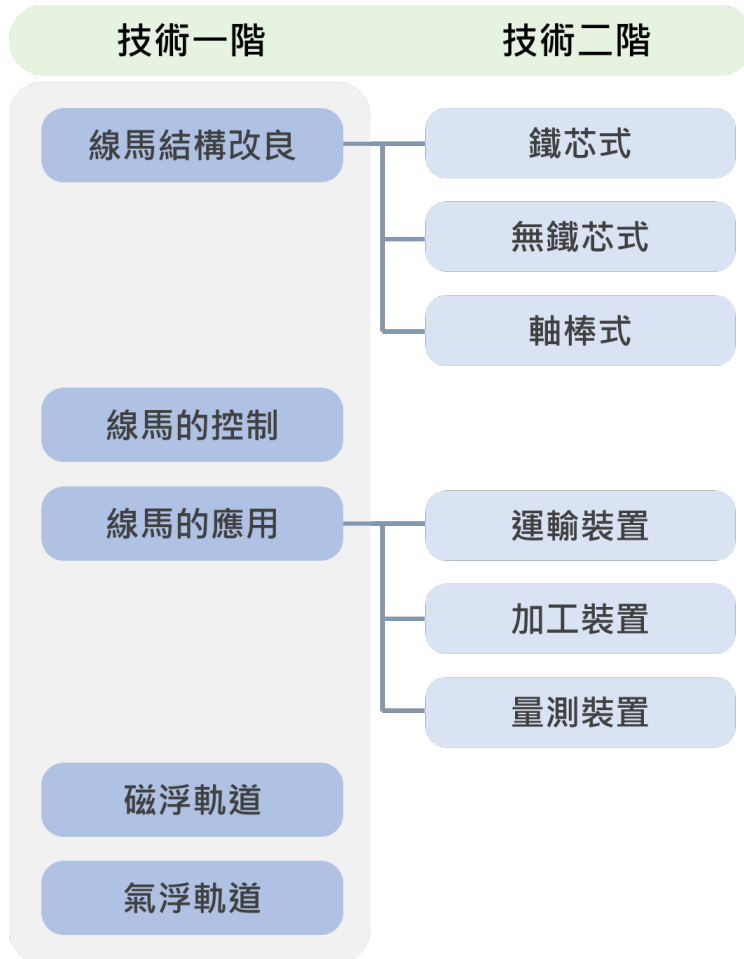 技術一階
技術二階
線馬結構改良
鐵芯式
無鐵芯式
軸棒式
線馬的控制
線馬的應用
運輸裝置
加工裝置
量測裝置
磁浮軌道
氣浮軌道